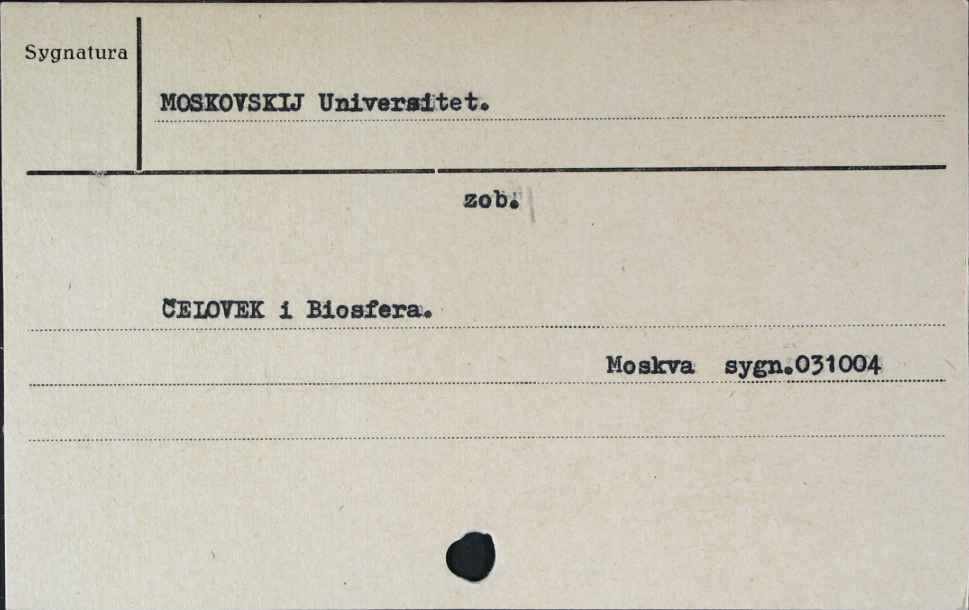 Sygnatura
MOSKOVSKIJ Universitet.
zob.
ČELOVEK i Biosfera.
Moskva sygn.031004